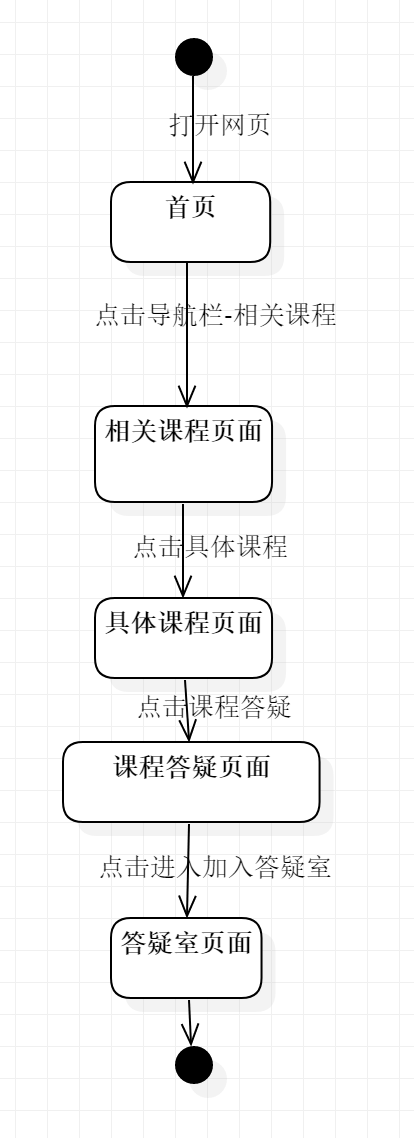 打开网页
首页
点击导航栏-相关课程
相关课程页面
点击具体课程
具体课程页面
点击课程答疑
课程答疑页面
点击进入加入答疑室
答疑室页面